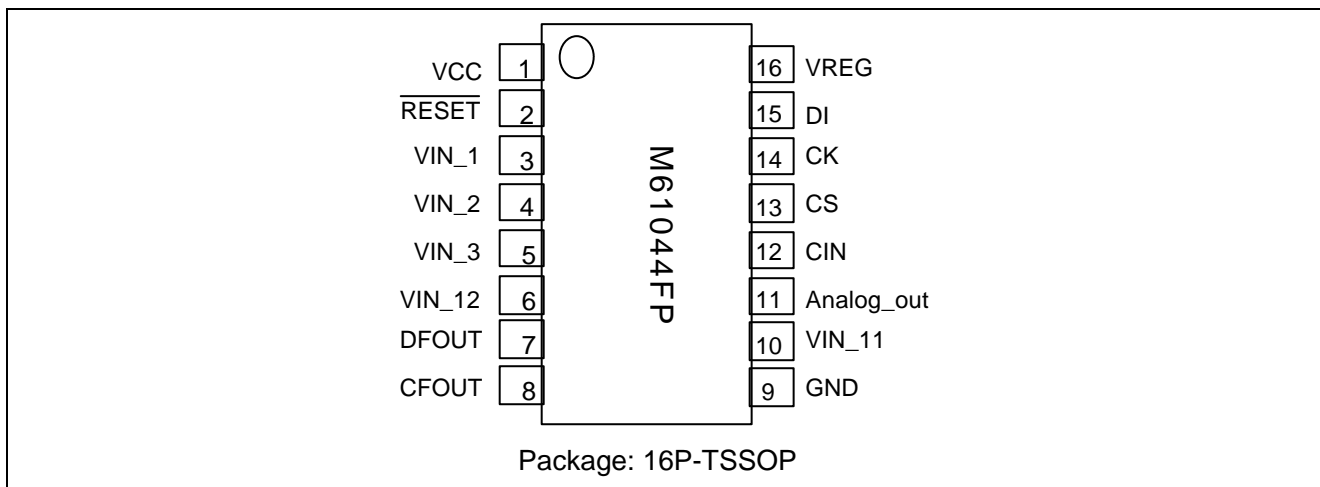 VCC 1 16 VREG
RESET 2 15 DI
VIN_1 3 14 CK
VIN_2 4 13 CS
VIN_3 5 12 CIN
VIN_12 6 11 Analog_out
DFOUT 7 10 VIN_11
CFOUT 8 9 GND
M61044FP
Package: 16P-TSSOP